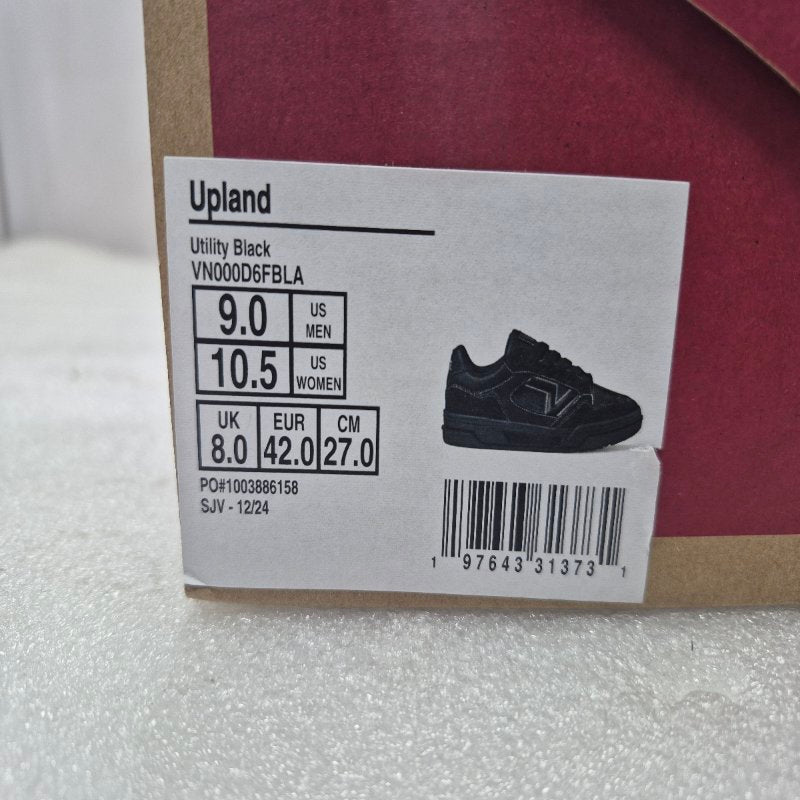 Upland
Utility Black
VN000D6FBLA
9.0 US MEN
10.5 US WOMEN
UK 8.0 EUR 42.0 CM 27.0
PO#1003886158
SJV - 12/24
1 97643 31373 1